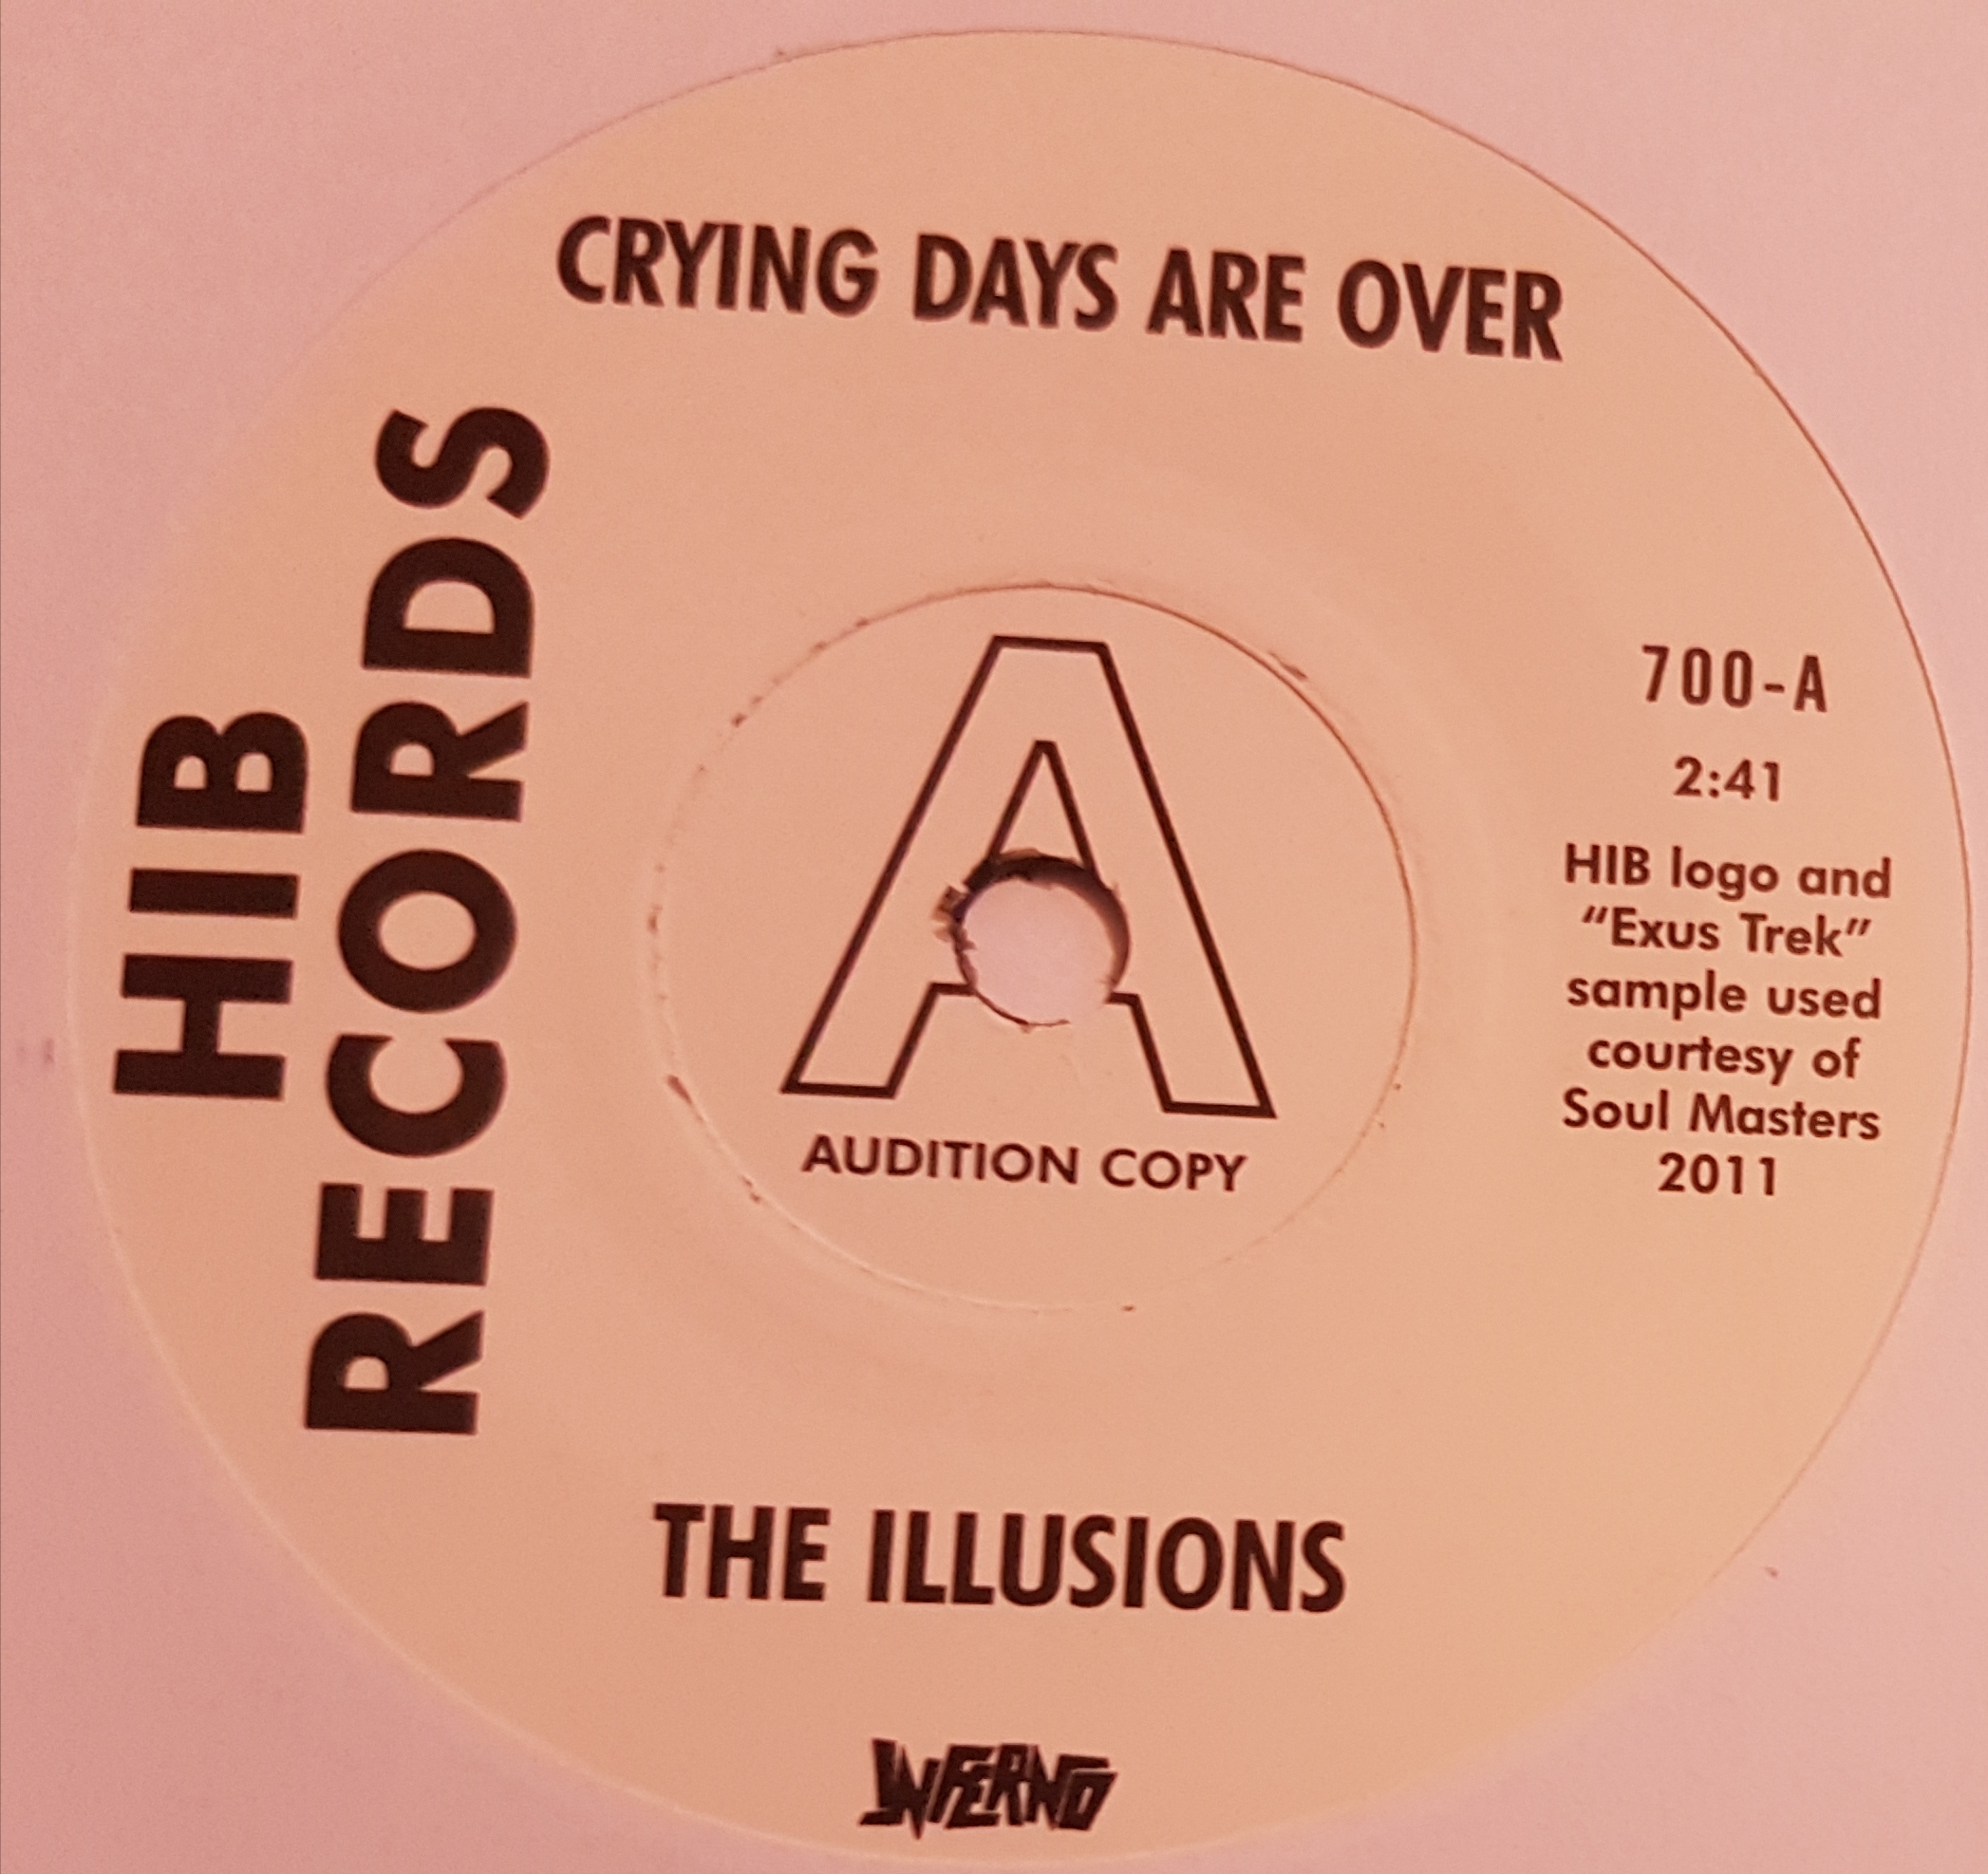 CRYING DAYS ARE OVER
HIB
RECORDS
A
AUDITION COPY
700-A
2:41
HIB logo and
“Exus Trek”
sample used
courtesy of
Soul Masters
2011
THE ILLUSIONS
INFERNO